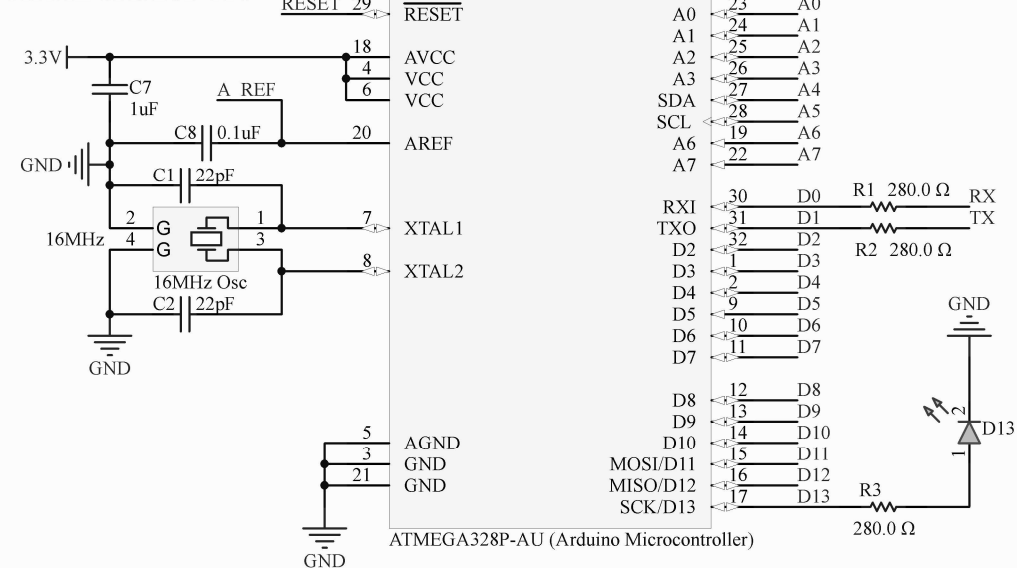 RESET 29 RESET A0 23 A0
A1 24 A1
3.3V 18 AVCC A2 25 A2
4 VCC A3 26 A3
C7 6 VCC SDA 27 A4
1uF A_REF SCL 28 A5
C8 0.1uF 20 AREF A6 19 A6
GND A7 22 A7
C1 22pF
2 G 1 7 XTAL1 RXI 30 D0 R1 280.0 Ω RX
16MHz 4 G 3 TXO 31 D1 R2 280.0 Ω TX
D2 32 D2
8 XTAL2 D3 1 D3
16MHz Osc D4 2 D4
C2 22pF D5 9 D5 GND
D6 10 D6
GND D7 11 D7
D8 12 D8
D9 13 D9 2 D13
5 AGND D10 14 D10 1
3 GND MOSI/D11 15 D11
21 GND MISO/D12 16 D12
SCK/D13 17 D13 R3
280.0 Ω
GND ATMEGA328P-AU (Arduino Microcontroller)